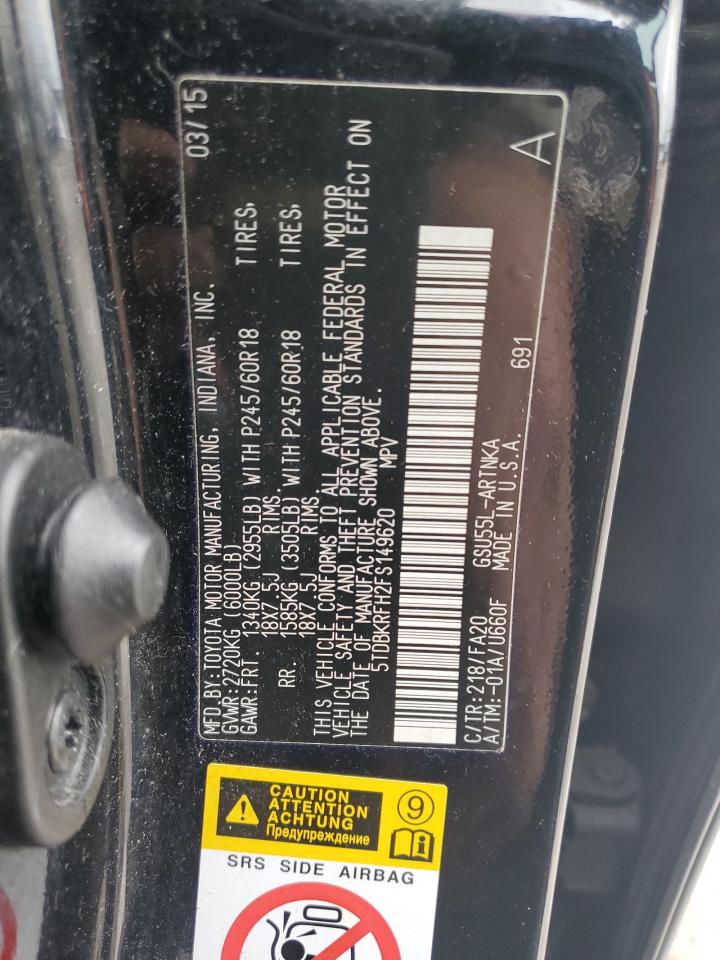 MFD.BY:TOYOTA MOTOR MANUFACTURING, INDIANA, INC. 03/15
GVWR:2720KG (6000LB)
GAWR:FRT. 1340KG (2955LB) WITH P245/60R18 TIRES,
18X7.5J RIMS.
RR. 1585KG (3505LB) WITH P245/60R18 TIRES,
18X7.5J RIMS.
THIS VEHICLE CONFORMS TO ALL APPLICABLE FEDERAL MOTOR
VEHICLE SAFETY AND THEFT PREVENTION STANDARDS IN EFFECT ON
THE DATE OF MANUFACTURE SHOWN ABOVE.
5TDBKRFH2FS149620 MPV
C/TR:218/FA20 GSU55L-ARTNKA 691 A
A/TM:-01A/U660F MADE IN U.S.A.
CAUTION
ATTENTION
ACHTUNG
Предупреждение
9
i
SRS SIDE AIRBAG